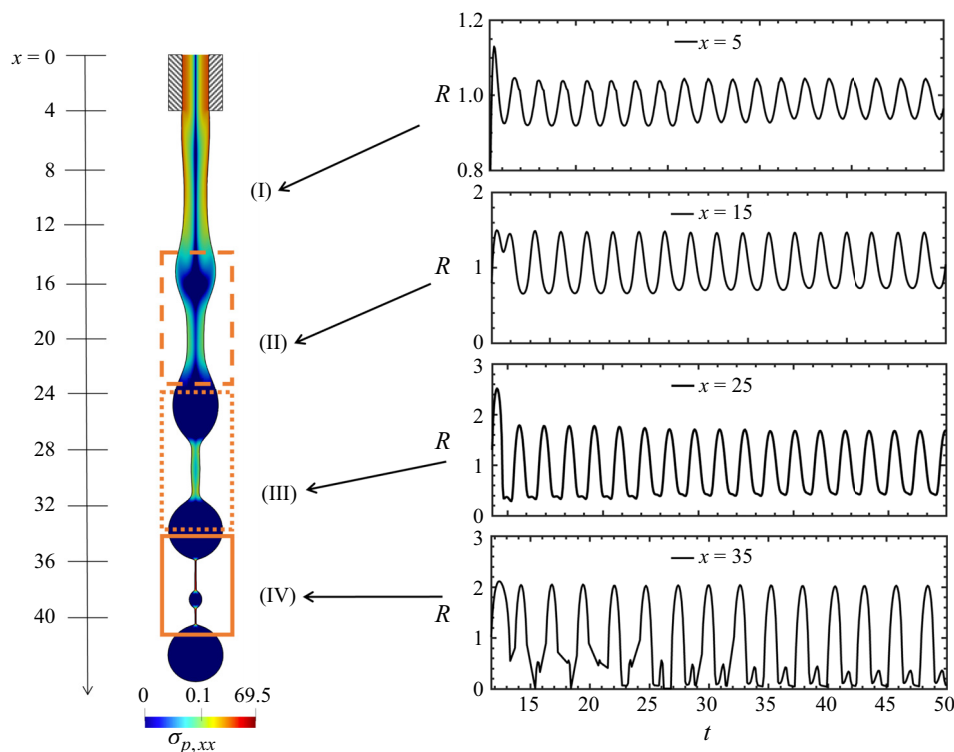 x = 0
4
8
12
16
20
24
28
32
36
40
(I)
(II)
(III)
(IV)
0 0.1 69.5
σp,xx
1.2
1.0
0.8
R
x = 5
2
1
0
R
x = 15
3
2
1
0
R
x = 25
3
2
1
0
R
x = 35
15 20 25 30 35 40 45 50
t